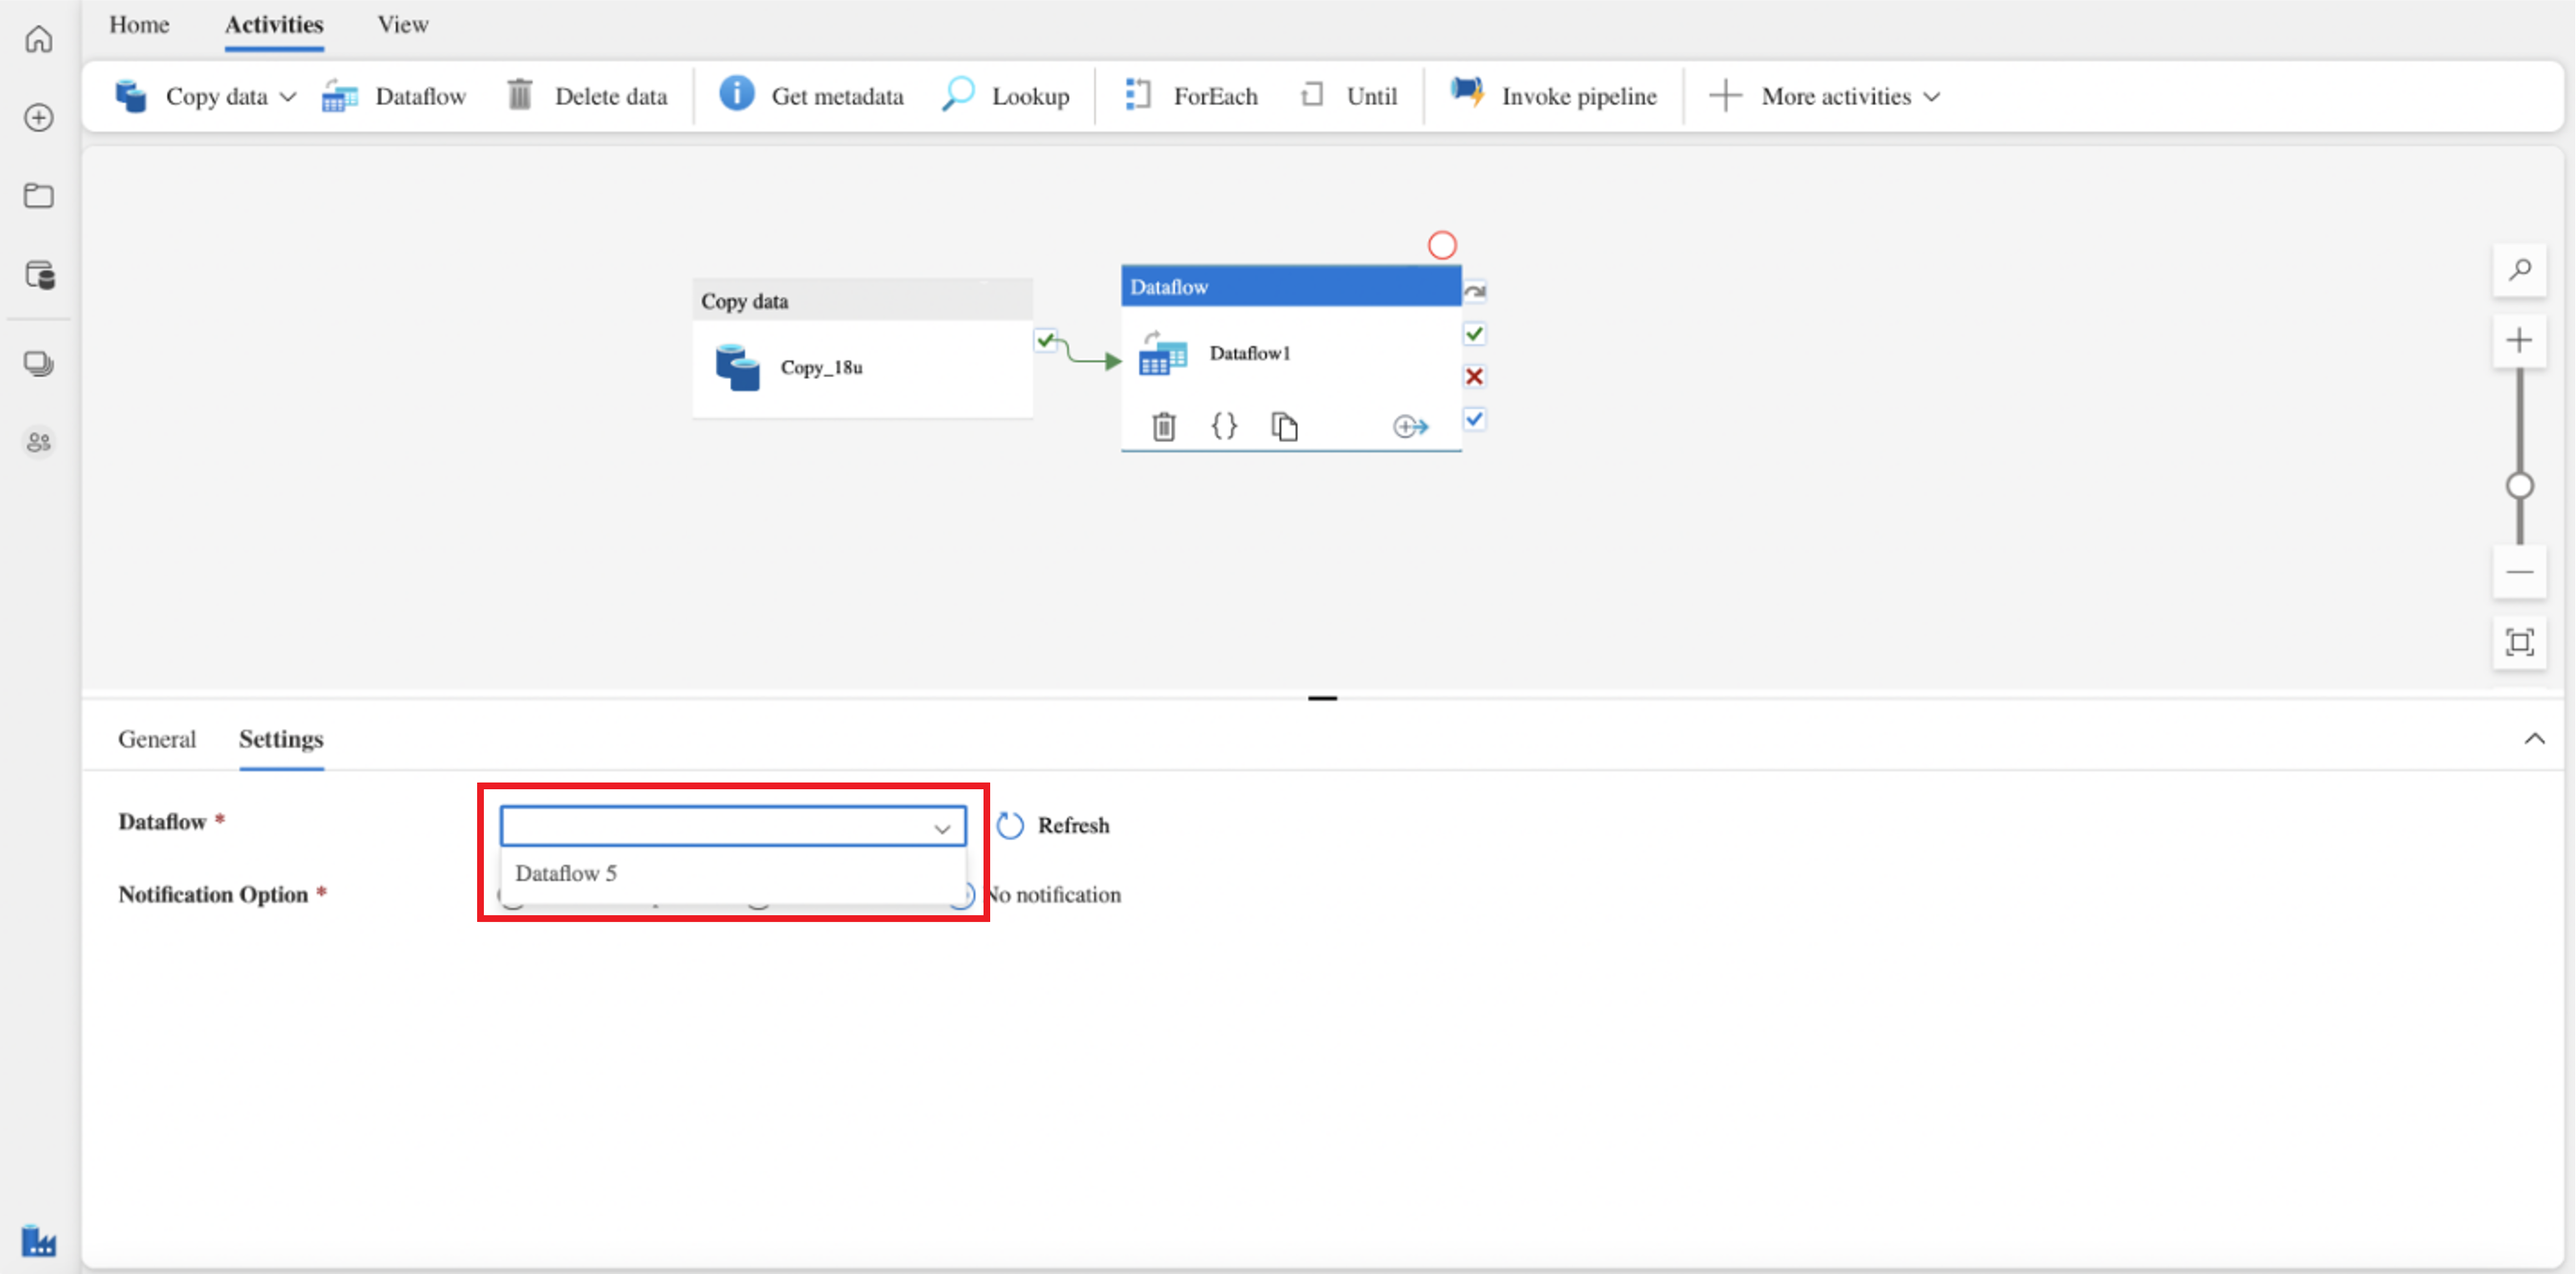 Home Activities View
Copy data Dataflow Delete data Get metadata Lookup ForEach Until Invoke pipeline More activities
Copy data
Copy_18u
Dataflow
Dataflow1
General Settings
Dataflow *
Refresh
Dataflow 5
Notification Option *
No notification